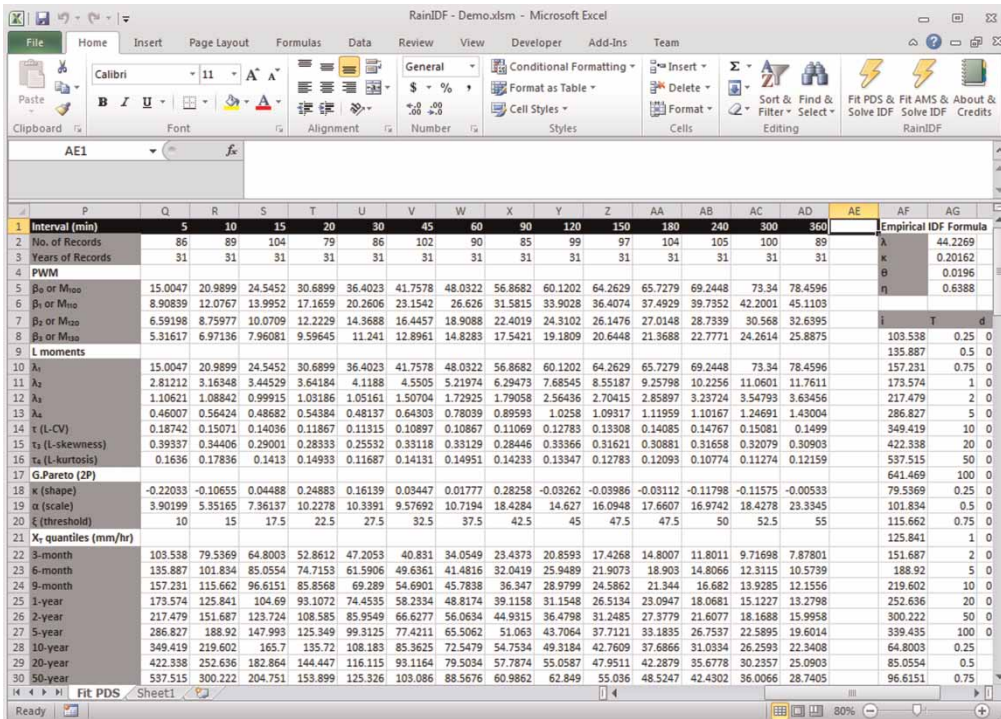 RainIDF - Demo.xlsm - Microsoft Excel
File Home Insert Page Layout Formulas Data Review View Developer Add-Ins Team
Paste
Calibri 11
B I U
General
$ % ,
Conditional Formatting
Format as Table
Cell Styles
Insert
Delete
Format
Sort & Filter Find & Select
Fit PDS & Solve IDF Fit AMS & Solve IDF About & Credits
Clipboard Font Alignment Number Styles Cells Editing RainIDF
AE1 fx
P Q R S T U V W X Y Z AA AB AC AD AE AF AG
1 Interval (min) 5 10 15 20 30 45 60 90 120 150 180 240 300 360 Empirical IDF Formula
2 No. of Records 86 89 104 79 86 102 90 85 99 97 104 105 100 89 λ 44.2269
3 Years of Records 31 31 31 31 31 31 31 31 31 31 31 31 31 31 κ 0.20162
4 PWM θ 0.0196
5 β₀ or M₁₀₀ 15.0047 20.9899 24.5452 30.6899 36.4023 41.7578 48.0322 56.8682 60.1202 64.2629 65.7279 69.2448 73.34 78.4596 η 0.6388
6 β₁ or M₁₁₀ 8.90839 12.0767 13.9952 17.1659 20.2606 23.1542 26.626 31.5815 33.9028 36.4074 37.4929 39.7352 42.2001 45.1103
7 β₂ or M₁₂₀ 6.59198 8.75977 10.0709 12.2229 14.3688 16.4457 18.9088 22.4019 24.3102 26.1476 27.0148 28.7339 30.568 32.6395 i T d
8 β₃ or M₁₃₀ 5.31617 6.97136 7.96081 9.59645 11.241 12.8961 14.8283 17.5421 19.1809 20.6448 21.3688 22.7771 24.2614 25.8875 103.538 0.25 0
9 L moments 135.887 0.5 0
10 λ₁ 15.0047 20.9899 24.5452 30.6899 36.4023 41.7578 48.0322 56.8682 60.1202 64.2629 65.7279 69.2448 73.34 78.4596 157.231 0.75 0
11 λ₂ 2.81212 3.16348 3.44529 3.64184 4.1188 4.5505 5.21974 6.29473 7.68545 8.55187 9.25798 10.2256 11.0601 11.7611 173.574 1 0
12 λ₃ 1.10621 1.08842 0.99915 1.03186 1.05161 1.50704 1.72925 1.79058 2.56436 2.70415 2.85897 3.23724 3.54793 3.63456 217.479 2 0
13 λ₄ 0.46007 0.56424 0.48682 0.54384 0.48137 0.64303 0.78039 0.89593 1.0258 1.09317 1.11959 1.10167 1.24691 1.43004 286.827 5 0
14 τ (L-CV) 0.18742 0.15071 0.14036 0.11867 0.11315 0.10897 0.10867 0.11069 0.12783 0.13308 0.14085 0.14767 0.15081 0.1499 349.419 10 0
15 τ₃ (L-skewness) 0.39337 0.34406 0.29001 0.28333 0.25532 0.33118 0.33129 0.28446 0.33366 0.31621 0.30881 0.31658 0.32079 0.30903 422.338 20 0
16 τ₄ (L-kurtosis) 0.1636 0.17836 0.1413 0.14933 0.11687 0.14131 0.14951 0.14233 0.13347 0.12783 0.12093 0.10774 0.11274 0.12159 537.515 50 0
17 G.Pareto (2P) 641.469 100 0
18 κ (shape) -0.22033 -0.10655 0.04488 0.24883 0.16139 0.03447 0.01777 0.28258 -0.03262 -0.03986 -0.03112 -0.11798 -0.11575 -0.00533 79.5369 0.25 0
19 α (scale) 3.90199 5.35165 7.36137 10.2278 10.3391 9.57692 10.7194 18.4284 14.627 16.0948 17.6607 16.9742 18.4278 23.3345 101.834 0.5 0
20 ξ (threshold) 10 15 17.5 22.5 27.5 32.5 37.5 42.5 45 47.5 47.5 50 52.5 55 115.662 0.75 0
21 X_T quantiles (mm/hr) 125.841 1 0
22 3-month 103.538 79.5369 64.8003 52.8612 47.2053 40.831 34.0549 23.4373 20.8593 17.4268 14.8007 11.8011 9.71698 7.87801 151.687 2 0
23 6-month 135.887 101.834 85.0554 74.7153 61.5906 49.6361 41.4816 32.0419 25.9489 21.9073 18.903 14.8066 12.3115 10.5739 188.92 5 0
24 9-month 157.231 115.662 96.6151 85.8568 69.289 54.6901 45.7838 36.347 28.9799 24.5862 21.344 16.682 13.9285 12.1556 219.602 10 0
25 1-year 173.574 125.841 104.69 93.1072 74.4535 58.2334 48.8174 39.1158 31.1548 26.5134 23.0947 18.0681 15.1227 13.2798 252.636 20 0
26 2-year 217.479 151.687 123.724 108.585 85.9549 66.6277 56.0634 44.9315 36.4798 31.2485 27.3779 21.6077 18.1688 15.9958 300.222 50 0
27 5-year 286.827 188.92 147.993 125.349 99.3125 77.4211 65.5062 51.063 43.7064 37.7121 33.1835 26.7537 22.5895 19.6014 339.435 100 0
28 10-year 349.419 219.602 165.7 135.72 108.183 85.3625 72.5479 54.7534 49.3184 42.7609 37.6866 31.0334 26.2593 22.3408 64.8003 0.25
29 20-year 422.338 252.636 182.864 144.447 116.115 93.1164 79.5034 57.7874 55.0587 47.9511 42.2879 35.6778 30.2357 25.0903 85.0554 0.5
30 50-year 537.515 300.222 204.751 153.899 125.326 103.086 88.5676 60.9862 62.849 55.036 48.5247 42.4302 36.0066 28.7405 96.6151 0.75
Fit PDS Sheet1
Ready 80%